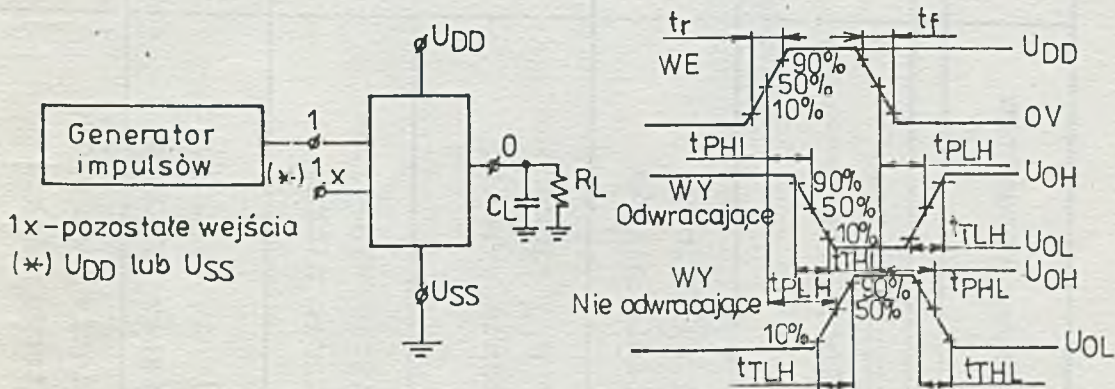 UDD
Generator
impulsów
1
(*) 1x
0
CL
RL
1x-pozostałe wejścia
(*) UDD lub USS
USS
tr
tf
WE
90%
50%
10%
UDD
0V
tPHL
tPLH
WY
Odwracające
90%
50%
10%
UOH
UOL
tTHL
tTLH
WY
Nie odwracające
tPLH
90%
50%
10%
tPHL
UOH
UOL
tTLH
tTHL